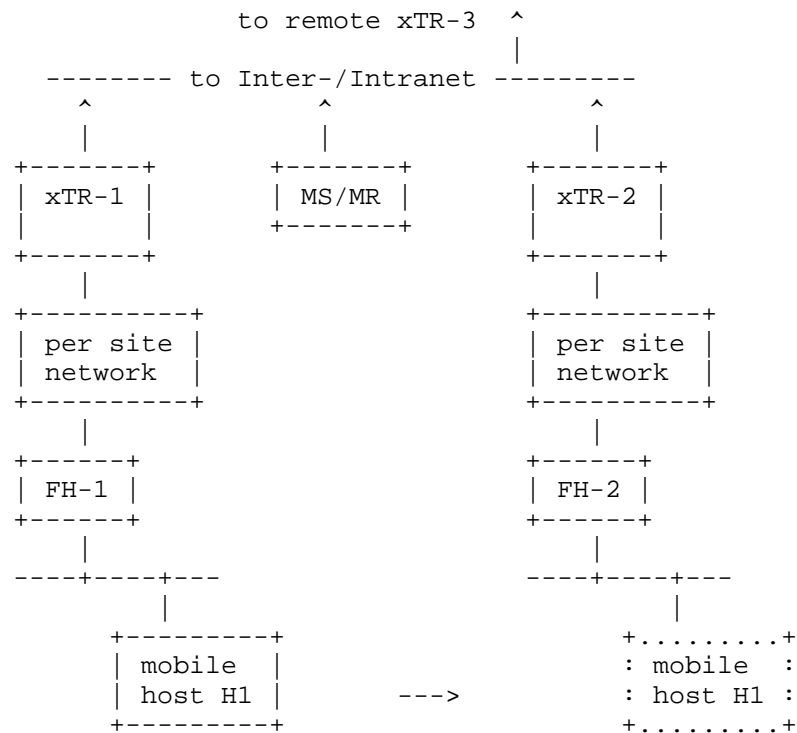 to remote xTR-3
to Inter-/Intranet
xTR-1 MS/MR xTR-2
per site per site
network network
FH-1 FH-2
mobile mobile
host H1 ---> host H1